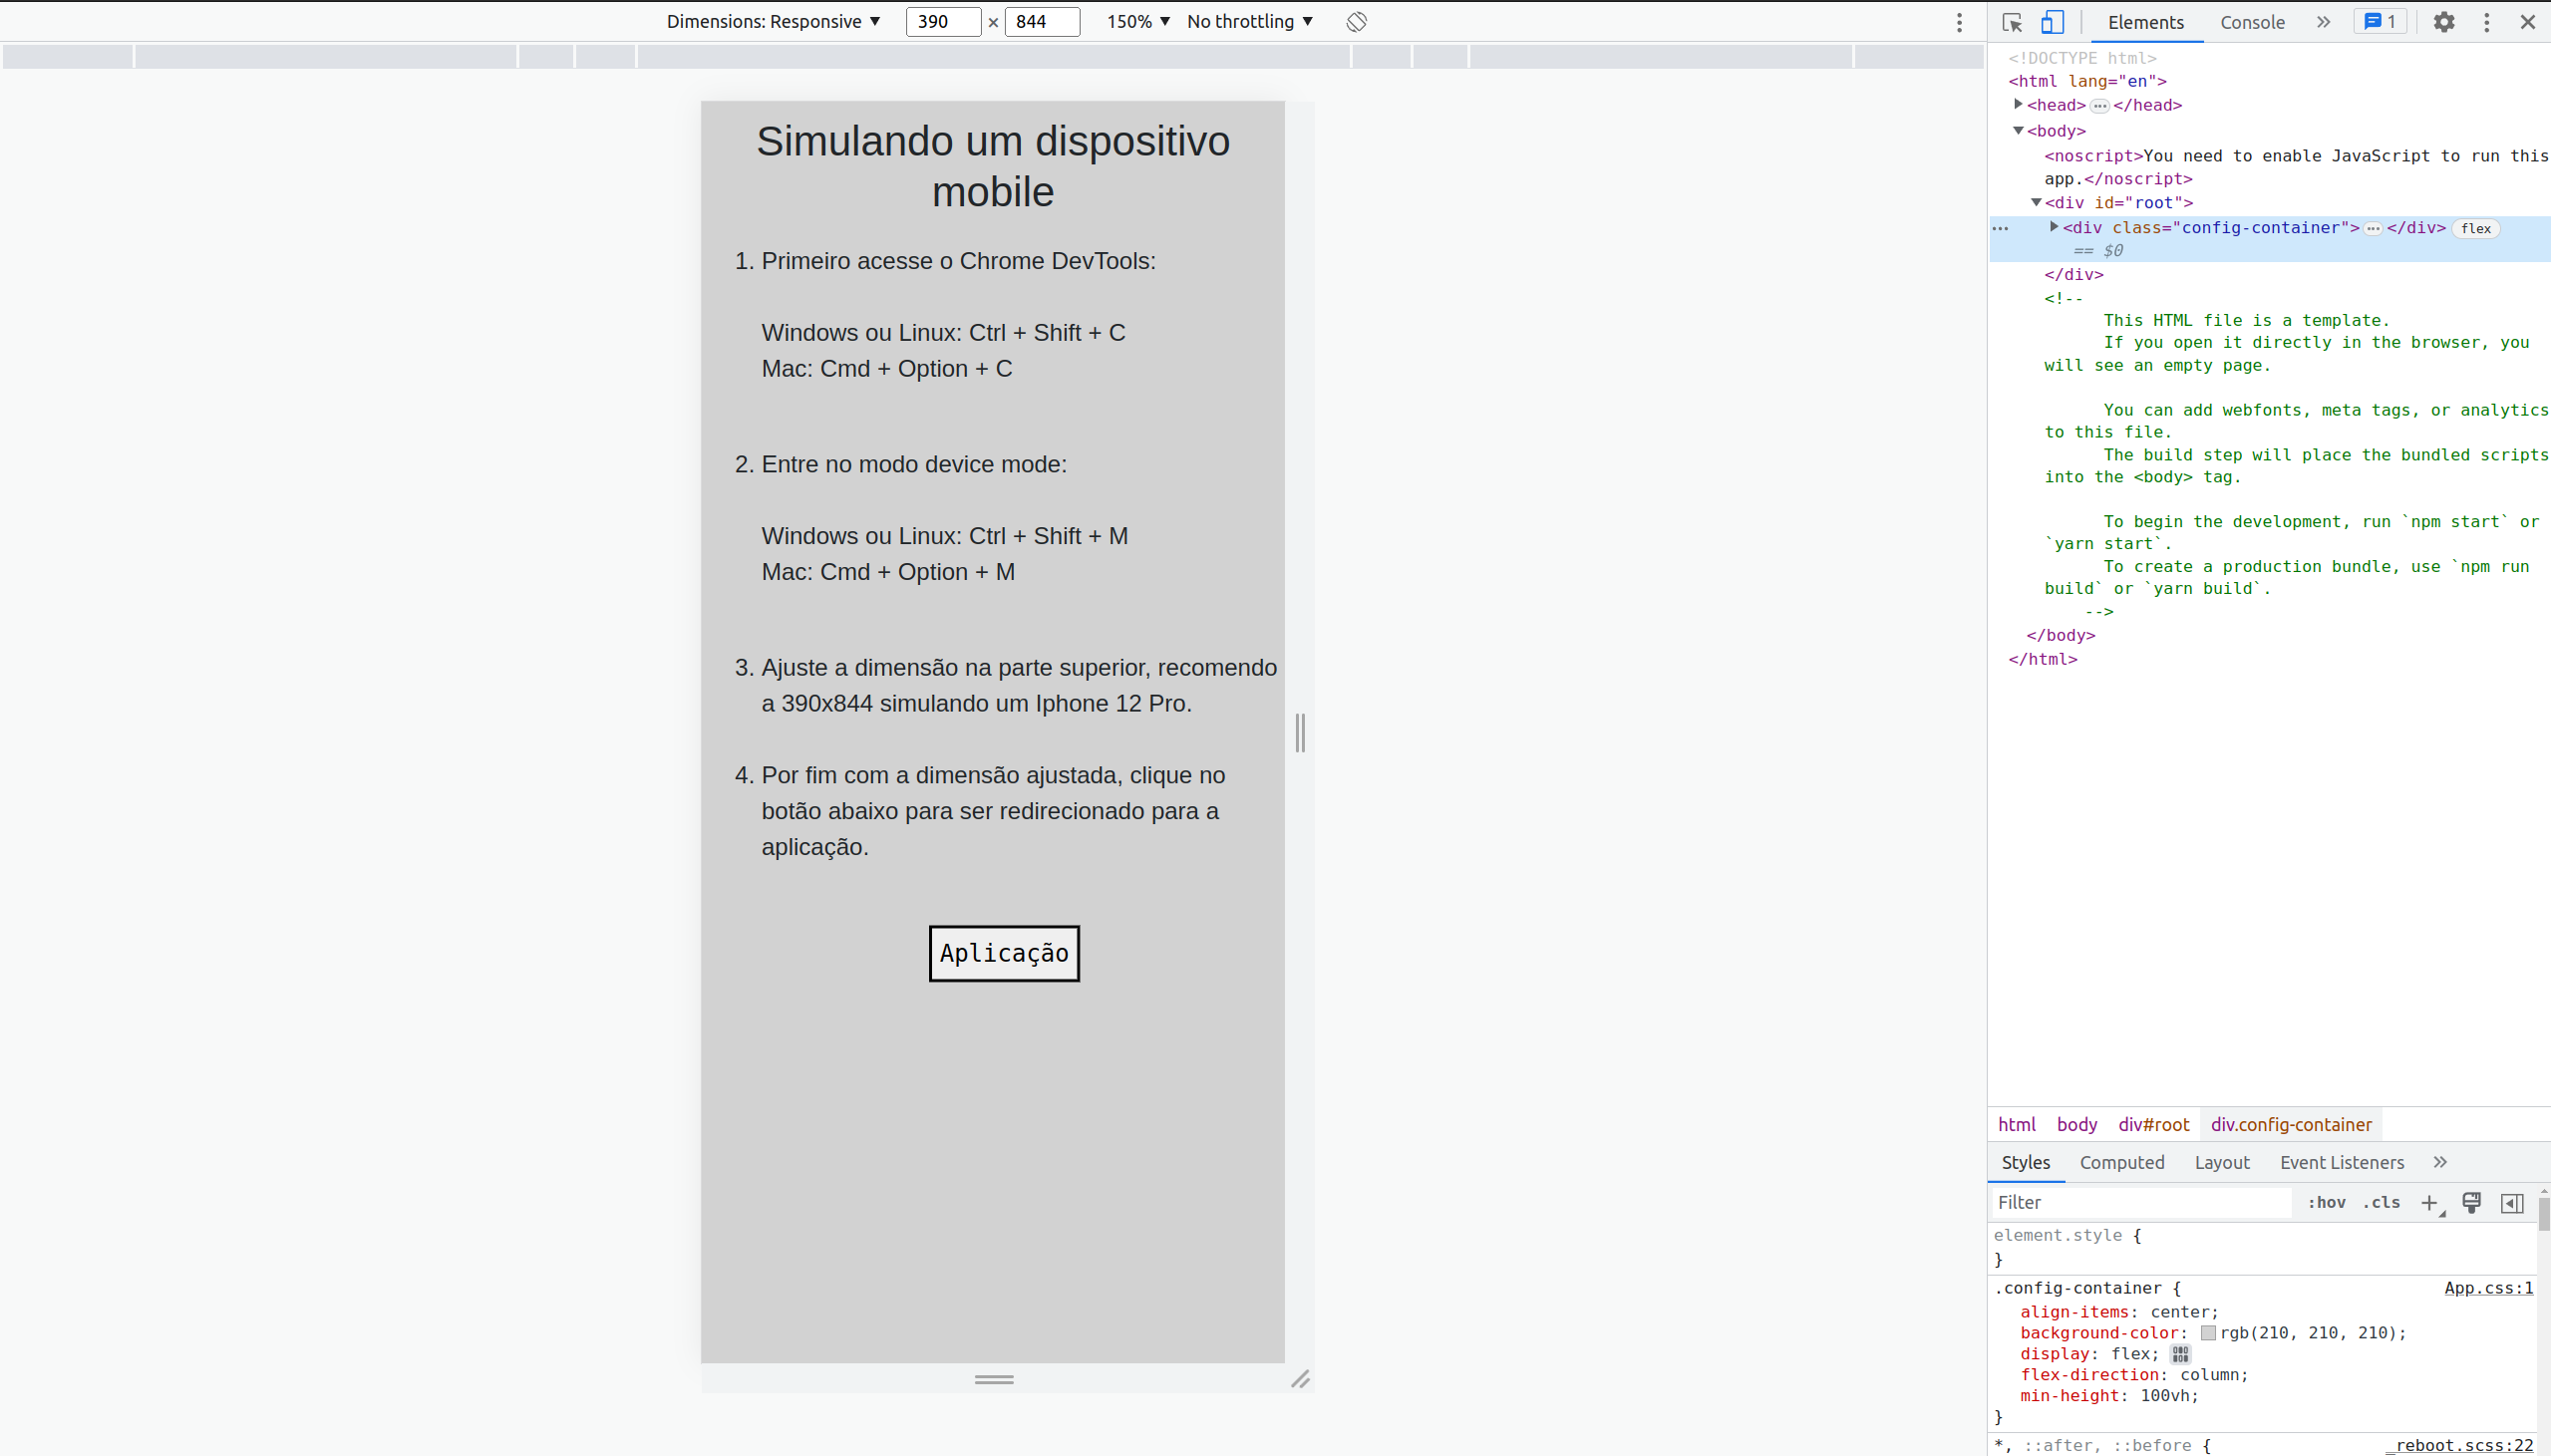 Dimensions: Responsive ▼ 390 × 844 150% ▼ No throttling ▼
Elements Console » 1
Simulando um dispositivo
mobile
1. Primeiro acesse o Chrome DevTools:
Windows ou Linux: Ctrl + Shift + C
Mac: Cmd + Option + C
2. Entre no modo device mode:
Windows ou Linux: Ctrl + Shift + M
Mac: Cmd + Option + M
3. Ajuste a dimensão na parte superior, recomendo
a 390x844 simulando um Iphone 12 Pro.
4. Por fim com a dimensão ajustada, clique no
botão abaixo para ser redirecionado para a
aplicação.
Aplicação
<!DOCTYPE html>
<html lang="en">
<head>…</head>
<body>
<noscript>You need to enable JavaScript to run this
app.</noscript>
<div id="root">
<div class="config-container">…</div> flex
== $0
</div>
<!--
This HTML file is a template.
If you open it directly in the browser, you
will see an empty page.
You can add webfonts, meta tags, or analytics
to this file.
The build step will place the bundled scripts
into the <body> tag.
To begin the development, run `npm start` or
`yarn start`.
To create a production bundle, use `npm run
build` or `yarn build`.
-->
</body>
</html>
html body div#root div.config-container
Styles Computed Layout Event Listeners »
Filter :hov .cls +
element.style {
}
.config-container { App.css:1
align-items: center;
background-color: rgb(210, 210, 210);
display: flex;
flex-direction: column;
min-height: 100vh;
}
*, ::after, ::before { _reboot.scss:22